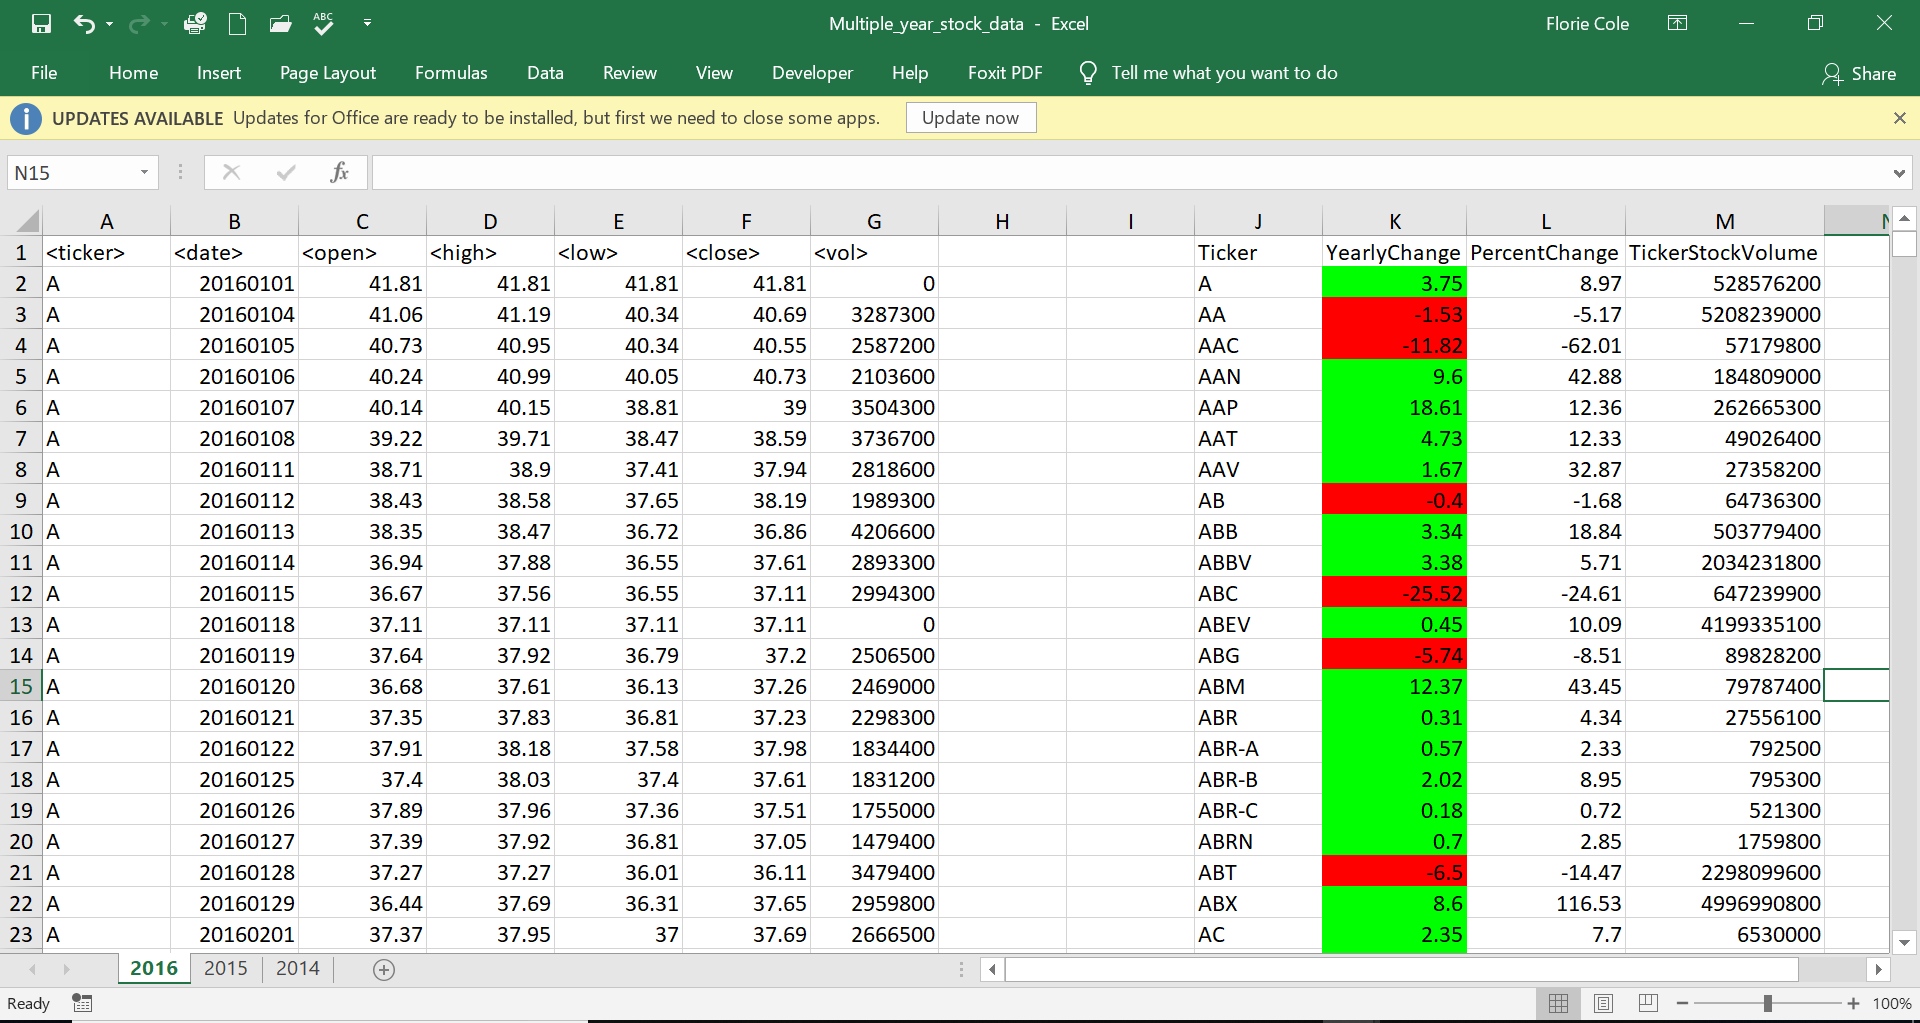 ABC
Multiple_year_stock_data - Excel
Florie Cole
File Home Insert Page Layout Formulas Data Review View Developer Help Foxit PDF Tell me what you want to do Share
UPDATES AVAILABLE Updates for Office are ready to be installed, but first we need to close some apps. Update now
N15 fx
A B C D E F G H I J K L M N
1 <ticker> <date> <open> <high> <low> <close> <vol> Ticker YearlyChange PercentChange TickerStockVolume
2 A 20160101 41.81 41.81 41.81 41.81 0 A 3.75 8.97 528576200
3 A 20160104 41.06 41.19 40.34 40.69 3287300 AA -1.53 -5.17 5208239000
4 A 20160105 40.73 40.95 40.34 40.55 2587200 AAC -11.82 -62.01 57179800
5 A 20160106 40.24 40.99 40.05 40.73 2103600 AAN 9.6 42.88 184809000
6 A 20160107 40.14 40.15 38.81 39 3504300 AAP 18.61 12.36 262665300
7 A 20160108 39.22 39.71 38.47 38.59 3736700 AAT 4.73 12.33 49026400
8 A 20160111 38.71 38.9 37.41 37.94 2818600 AAV 1.67 32.87 27358200
9 A 20160112 38.43 38.58 37.65 38.19 1989300 AB -0.4 -1.68 64736300
10 A 20160113 38.35 38.47 36.72 36.86 4206600 ABB 3.34 18.84 503779400
11 A 20160114 36.94 37.88 36.55 37.61 2893300 ABBV 3.38 5.71 2034231800
12 A 20160115 36.67 37.56 36.55 37.11 2994300 ABC -25.52 -24.61 647239900
13 A 20160118 37.11 37.11 37.11 37.11 0 ABEV 0.45 10.09 4199335100
14 A 20160119 37.64 37.92 36.79 37.2 2506500 ABG -5.74 -8.51 89828200
15 A 20160120 36.68 37.61 36.13 37.26 2469000 ABM 12.37 43.45 79787400
16 A 20160121 37.35 37.83 36.81 37.23 2298300 ABR 0.31 4.34 27556100
17 A 20160122 37.91 38.18 37.58 37.98 1834400 ABR-A 0.57 2.33 792500
18 A 20160125 37.4 38.03 37.4 37.61 1831200 ABR-B 2.02 8.95 795300
19 A 20160126 37.89 37.96 37.36 37.51 1755000 ABR-C 0.18 0.72 521300
20 A 20160127 37.39 37.92 36.81 37.05 1479400 ABRN 0.7 2.85 1759800
21 A 20160128 37.27 37.27 36.01 36.11 3479400 ABT -6.5 -14.47 2298099600
22 A 20160129 36.44 37.69 36.31 37.65 2959800 ABX 8.6 116.53 4996990800
23 A 20160201 37.37 37.95 37 37.69 2666500 AC 2.35 7.7 6530000
2016 2015 2014
Ready 100%